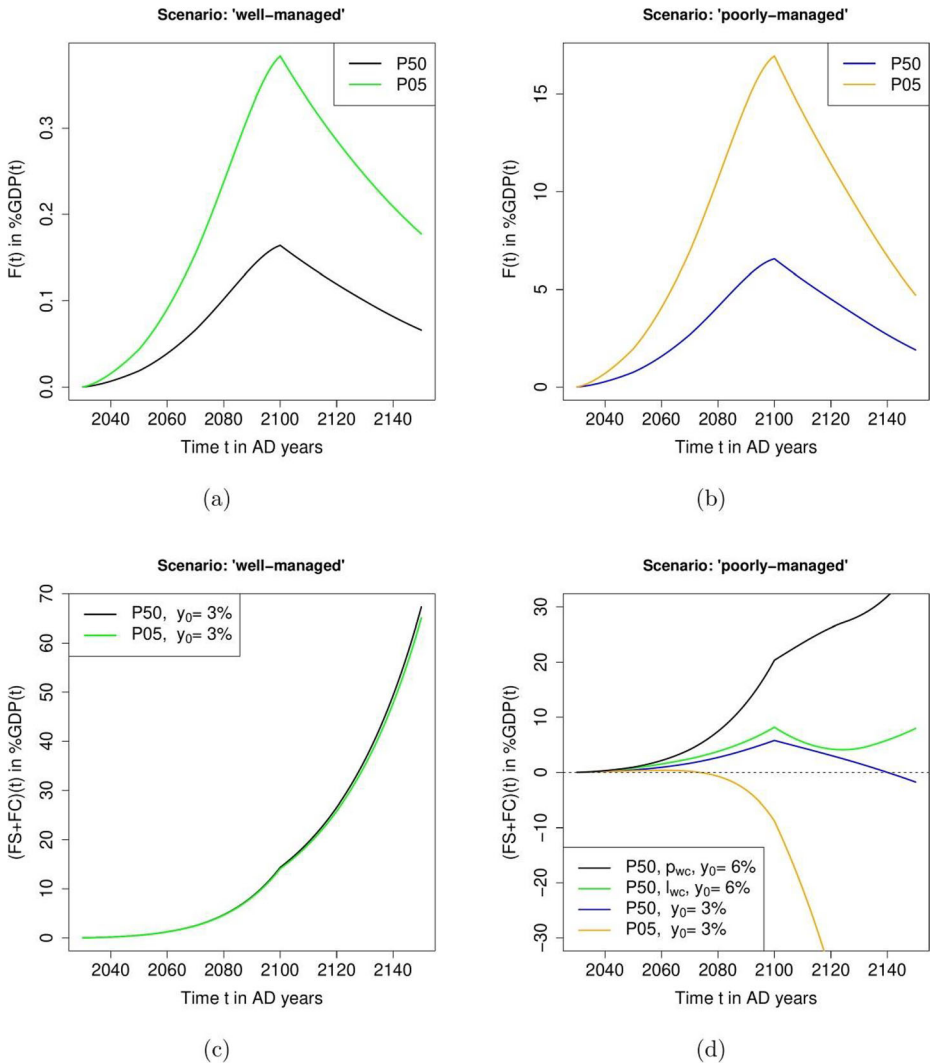 Scenario: 'well-managed'
F(t) in %GDP(t)
0.0 0.1 0.2 0.3
P50
P05
2040 2060 2080 2100 2120 2140
Time t in AD years
(a)
Scenario: 'poorly-managed'
F(t) in %GDP(t)
0 5 10 15
P50
P05
2040 2060 2080 2100 2120 2140
Time t in AD years
(b)
Scenario: 'well-managed'
(FS+FC)(t) in %GDP(t)
0 10 20 30 40 50 60 70
P50, y₀= 3%
P05, y₀= 3%
2040 2060 2080 2100 2120 2140
Time t in AD years
(c)
Scenario: 'poorly-managed'
(FS+FC)(t) in %GDP(t)
-30 -20 -10 0 10 20 30
P50, pwc, y₀= 6%
P50, lwc, y₀= 6%
P50, y₀= 3%
P05, y₀= 3%
2040 2060 2080 2100 2120 2140
Time t in AD years
(d)